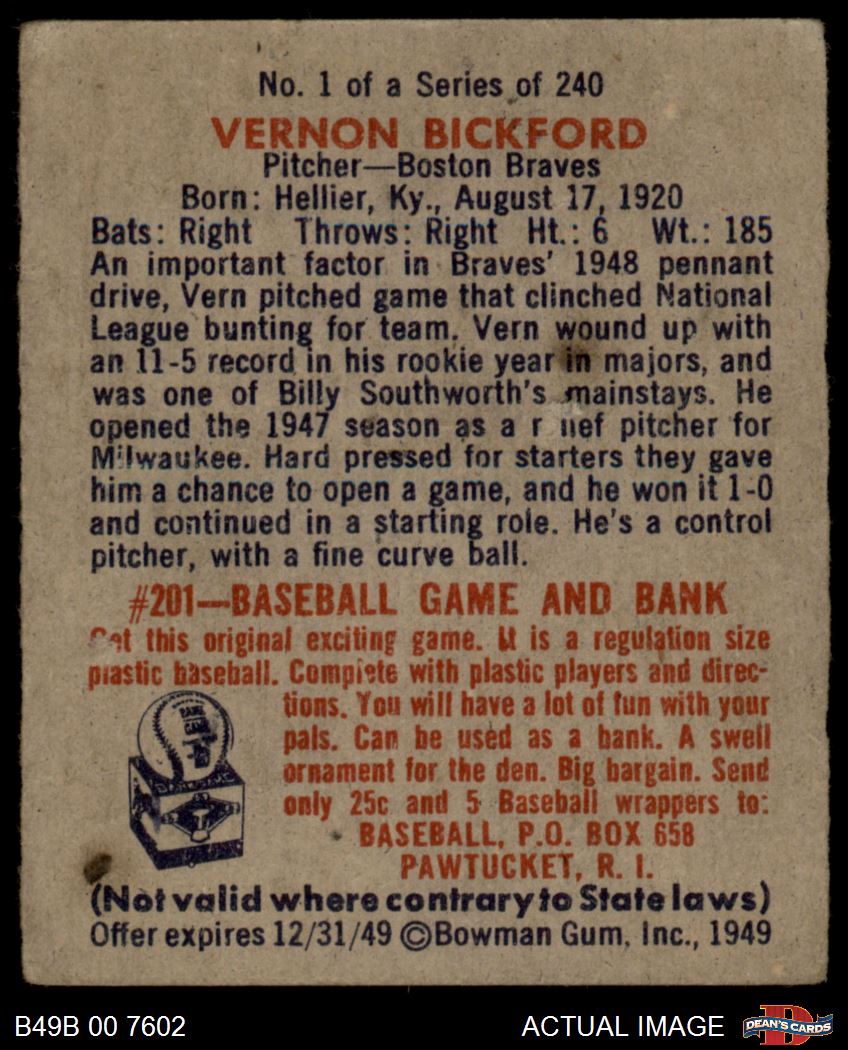 No. 1 of a Series of 240
VERNON BICKFORD
Pitcher—Boston Braves
Born: Hellier, Ky., August 17, 1920
Bats: Right Throws: Right Ht.: 6 Wt.: 185
An important factor in Braves' 1948 pennant
drive, Vern pitched game that clinched National
League bunting for team. Vern wound up with
an 11-5 record in his rookie year in majors, and
was one of Billy Southworth's mainstays. He
opened the 1947 season as a r ief pitcher for
Milwaukee. Hard pressed for starters they gave
him a chance to open a game, and he won it 1-0
and continued in a starting role. He's a control
pitcher, with a fine curve ball.
#201—BASEBALL GAME AND BANK
Get this original exciting game. It is a regulation size
plastic baseball. Complete with plastic players and direc-
tions. You will have a lot of fun with your
pals. Can be used as a bank. A swell
ornament for the den. Big bargain. Send
only 25c and 5 Baseball wrappers to:
BASEBALL, P.O. BOX 658
PAWTUCKET, R. I.
(Not valid where contrary to State laws)
Offer expires 12/31/49 ©Bowman Gum, Inc., 1949
B49B 00 7602
ACTUAL IMAGE
DEAN'S CARDS